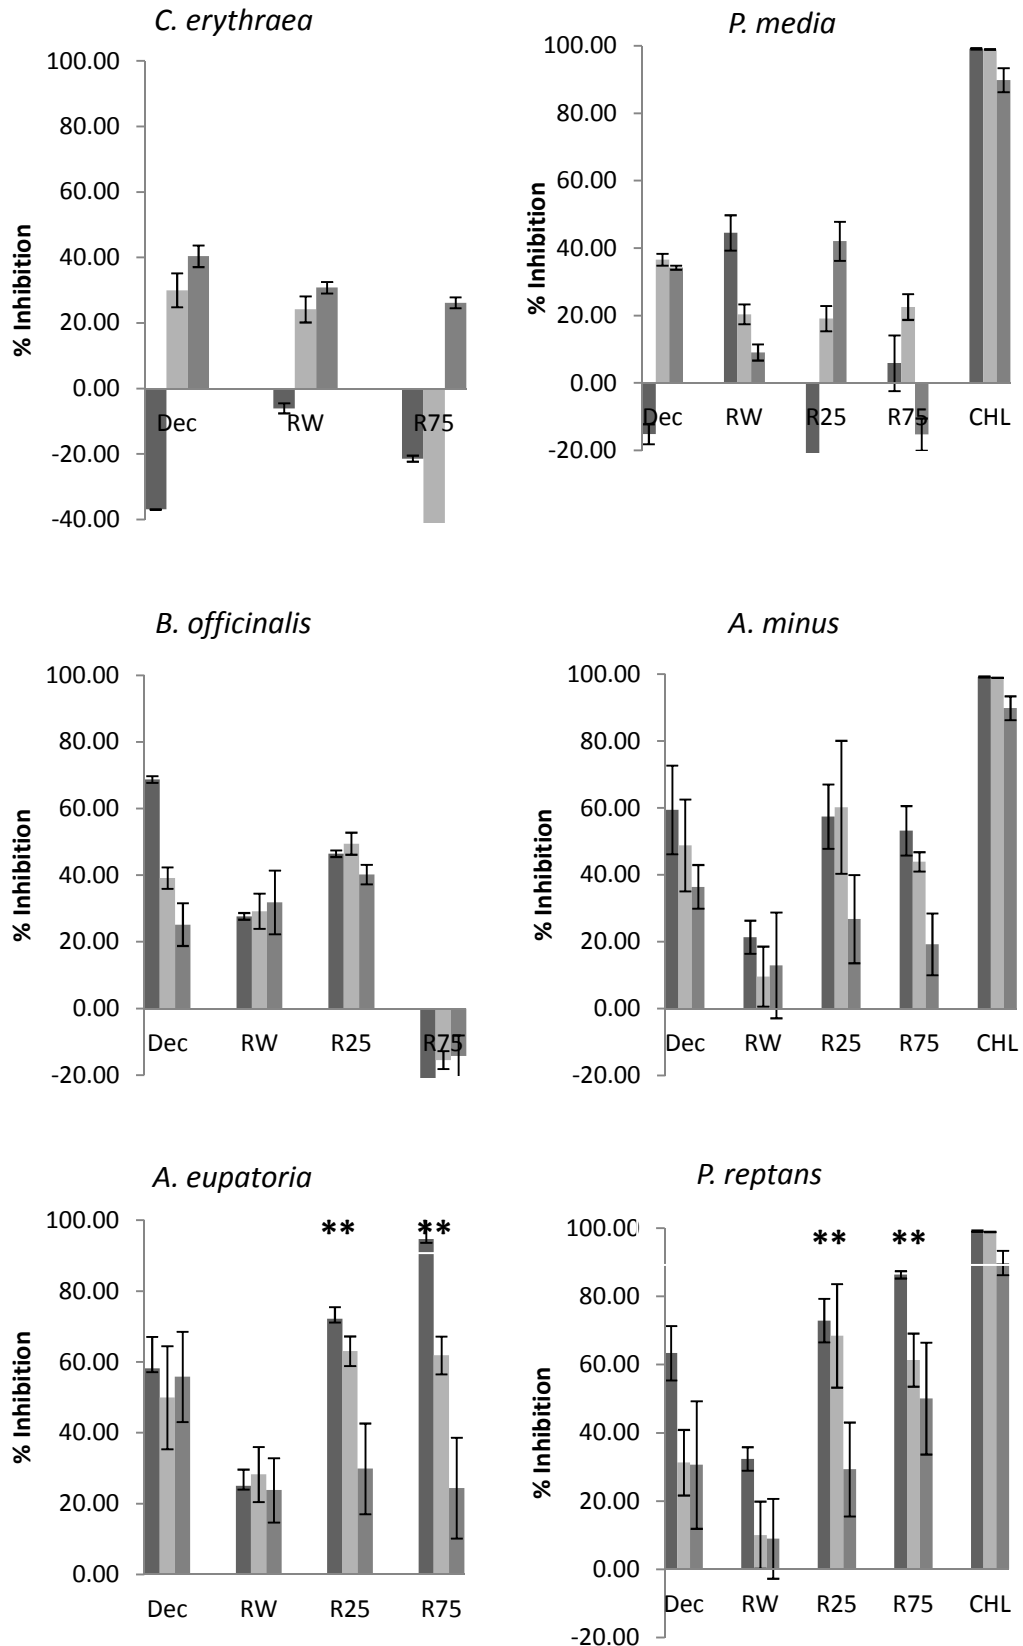 C. erythraea
100.00
80.00
60.00
40.00
20.00
0.00
-20.00
-40.00
% Inhibition
Dec RW R75
P. media
100.00
80.00
60.00
40.00
20.00
0.00
-20.00
% Inhibition
Dec RW R25 R75 CHL
B. officinalis
100.00
80.00
60.00
40.00
20.00
0.00
-20.00
% Inhibition
Dec RW R25 R75
A. minus
100.00
80.00
60.00
40.00
20.00
0.00
-20.00
% Inhibition
Dec RW R25 R75 CHL
A. eupatoria
100.00
80.00
60.00
40.00
20.00
0.00
% Inhibition
** **
Dec RW R25 R75
P. reptans
100.00
80.00
60.00
40.00
20.00
0.00
-20.00
% Inhibition
** **
Dec RW R25 R75 CHL